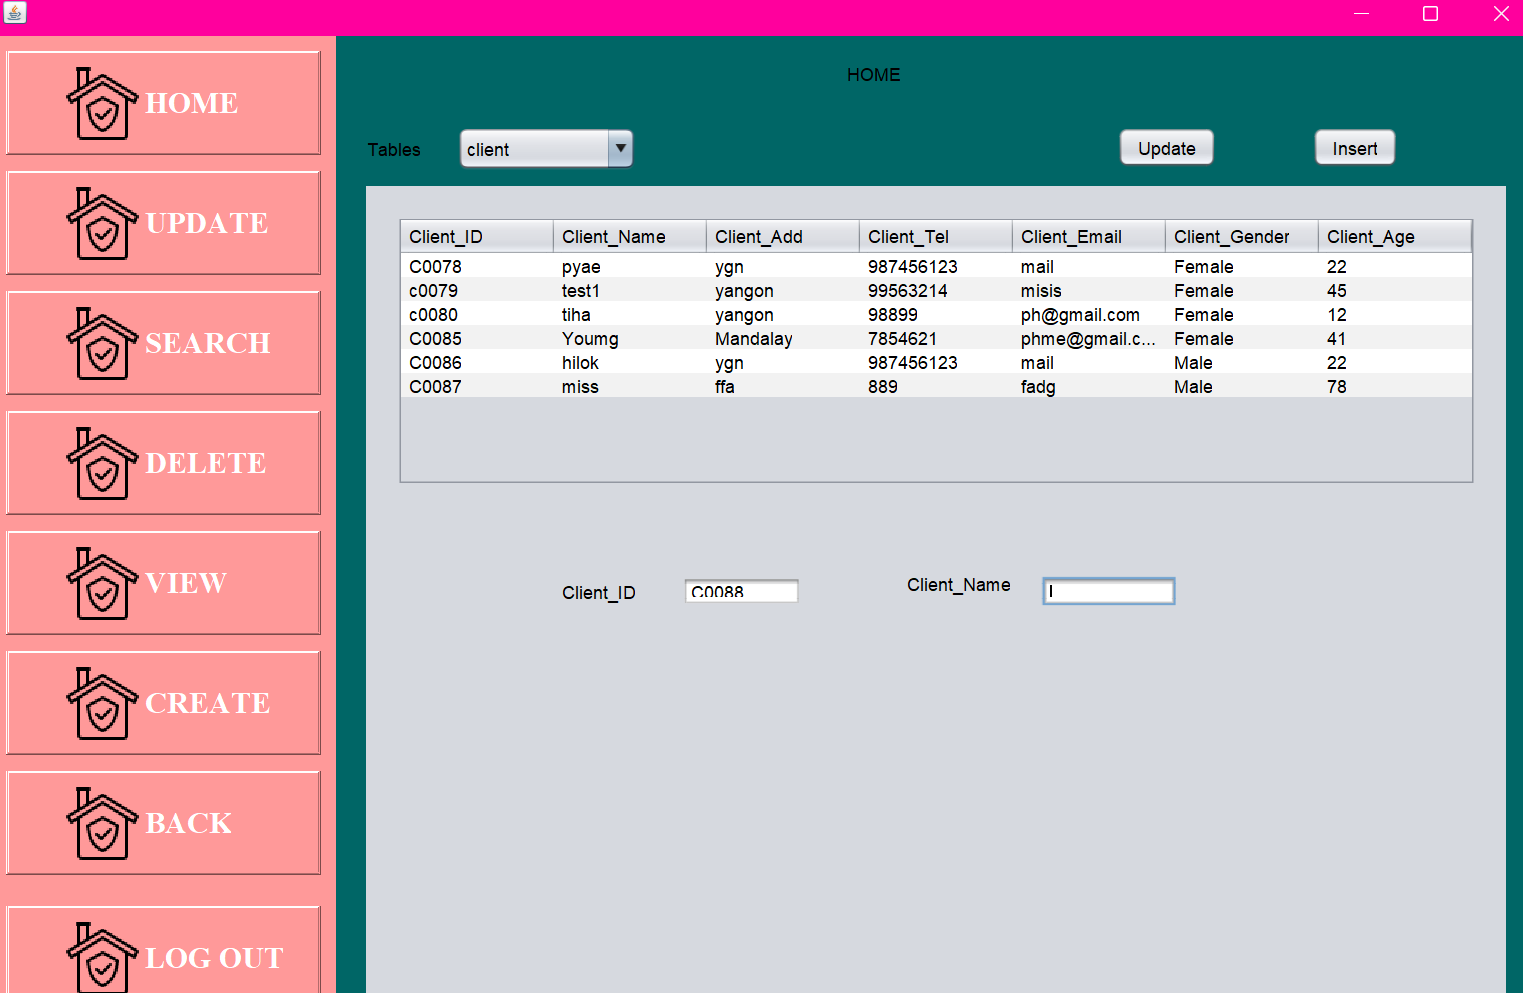 HOME
UPDATE
SEARCH
DELETE
VIEW
CREATE
BACK
LOG OUT
HOME
Tables client Update Insert
Client_ID Client_Name Client_Add Client_Tel Client_Email Client_Gender Client_Age
C0078 pyae ygn 987456123 mail Female 22
c0079 test1 yangon 99563214 misis Female 45
c0080 tiha yangon 98899 ph@gmail.com Female 12
C0085 Youmg Mandalay 7854621 phme@gmail.c... Female 41
C0086 hilok ygn 987456123 mail Male 22
C0087 miss ffa 889 fadg Male 78
Client_ID C0088 Client_Name